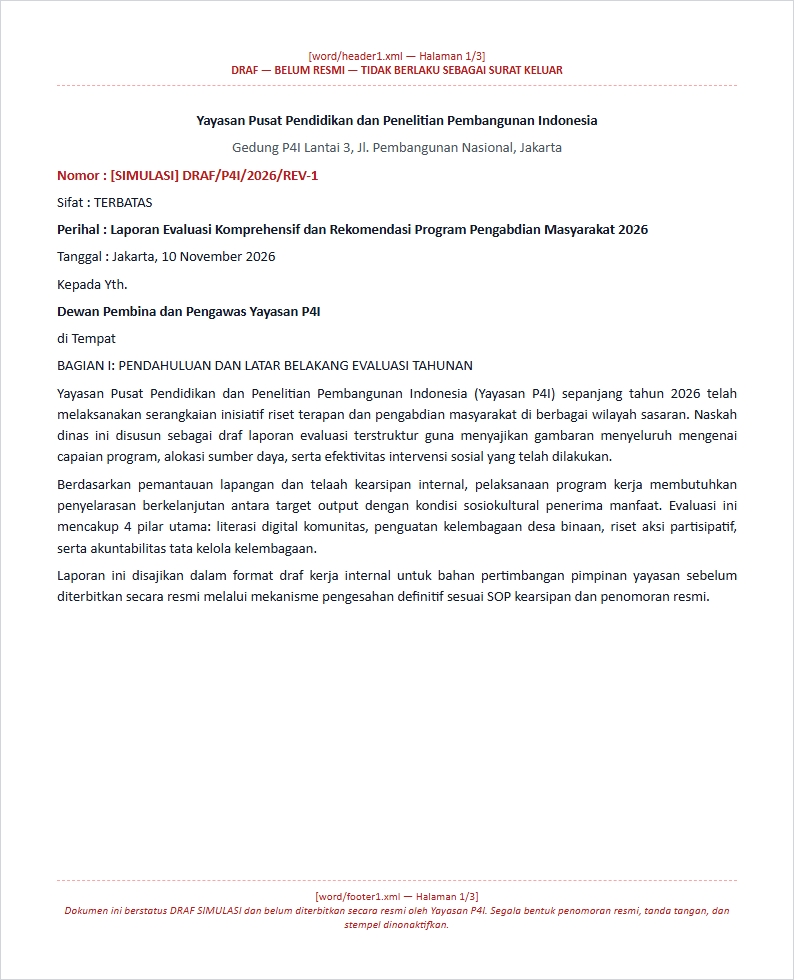 [word/header1.xml — Halaman 1/3]
DRAF — BELUM RESMI — TIDAK BERLAKU SEBAGAI SURAT KELUAR
Yayasan Pusat Pendidikan dan Penelitian Pembangunan Indonesia
Gedung P4I Lantai 3, Jl. Pembangunan Nasional, Jakarta
Nomor : [SIMULASI] DRAF/P4I/2026/REV-1
Sifat : TERBATAS
Perihal : Laporan Evaluasi Komprehensif dan Rekomendasi Program Pengabdian Masyarakat 2026
Tanggal : Jakarta, 10 November 2026
Kepada Yth.
Dewan Pembina dan Pengawas Yayasan P4I
di Tempat
BAGIAN I: PENDAHULUAN DAN LATAR BELAKANG EVALUASI TAHUNAN
Yayasan Pusat Pendidikan dan Penelitian Pembangunan Indonesia (Yayasan P4I) sepanjang tahun 2026 telah
melaksanakan serangkaian inisiatif riset terapan dan pengabdian masyarakat di berbagai wilayah sasaran. Naskah
dinas ini disusun sebagai draf laporan evaluasi terstruktur guna menyajikan gambaran menyeluruh mengenai
capaian program, alokasi sumber daya, serta efektivitas intervensi sosial yang telah dilakukan.
Berdasarkan pemantauan lapangan dan telaah kearsipan internal, pelaksanaan program kerja membutuhkan
penyelarasan berkelanjutan antara target output dengan kondisi sosiokultural penerima manfaat. Evaluasi ini
mencakup 4 pilar utama: literasi digital komunitas, penguatan kelembagaan desa binaan, riset aksi partisipatif,
serta akuntabilitas tata kelola kelembagaan.
Laporan ini disajikan dalam format draf kerja internal untuk bahan pertimbangan pimpinan yayasan sebelum
diterbitkan secara resmi melalui mekanisme pengesahan definitif sesuai SOP kearsipan dan penomoran resmi.
[word/footer1.xml — Halaman 1/3]
Dokumen ini berstatus DRAF SIMULASI dan belum diterbitkan secara resmi oleh Yayasan P4I. Segala bentuk penomoran resmi, tanda tangan, dan
stempel dinonaktifkan.